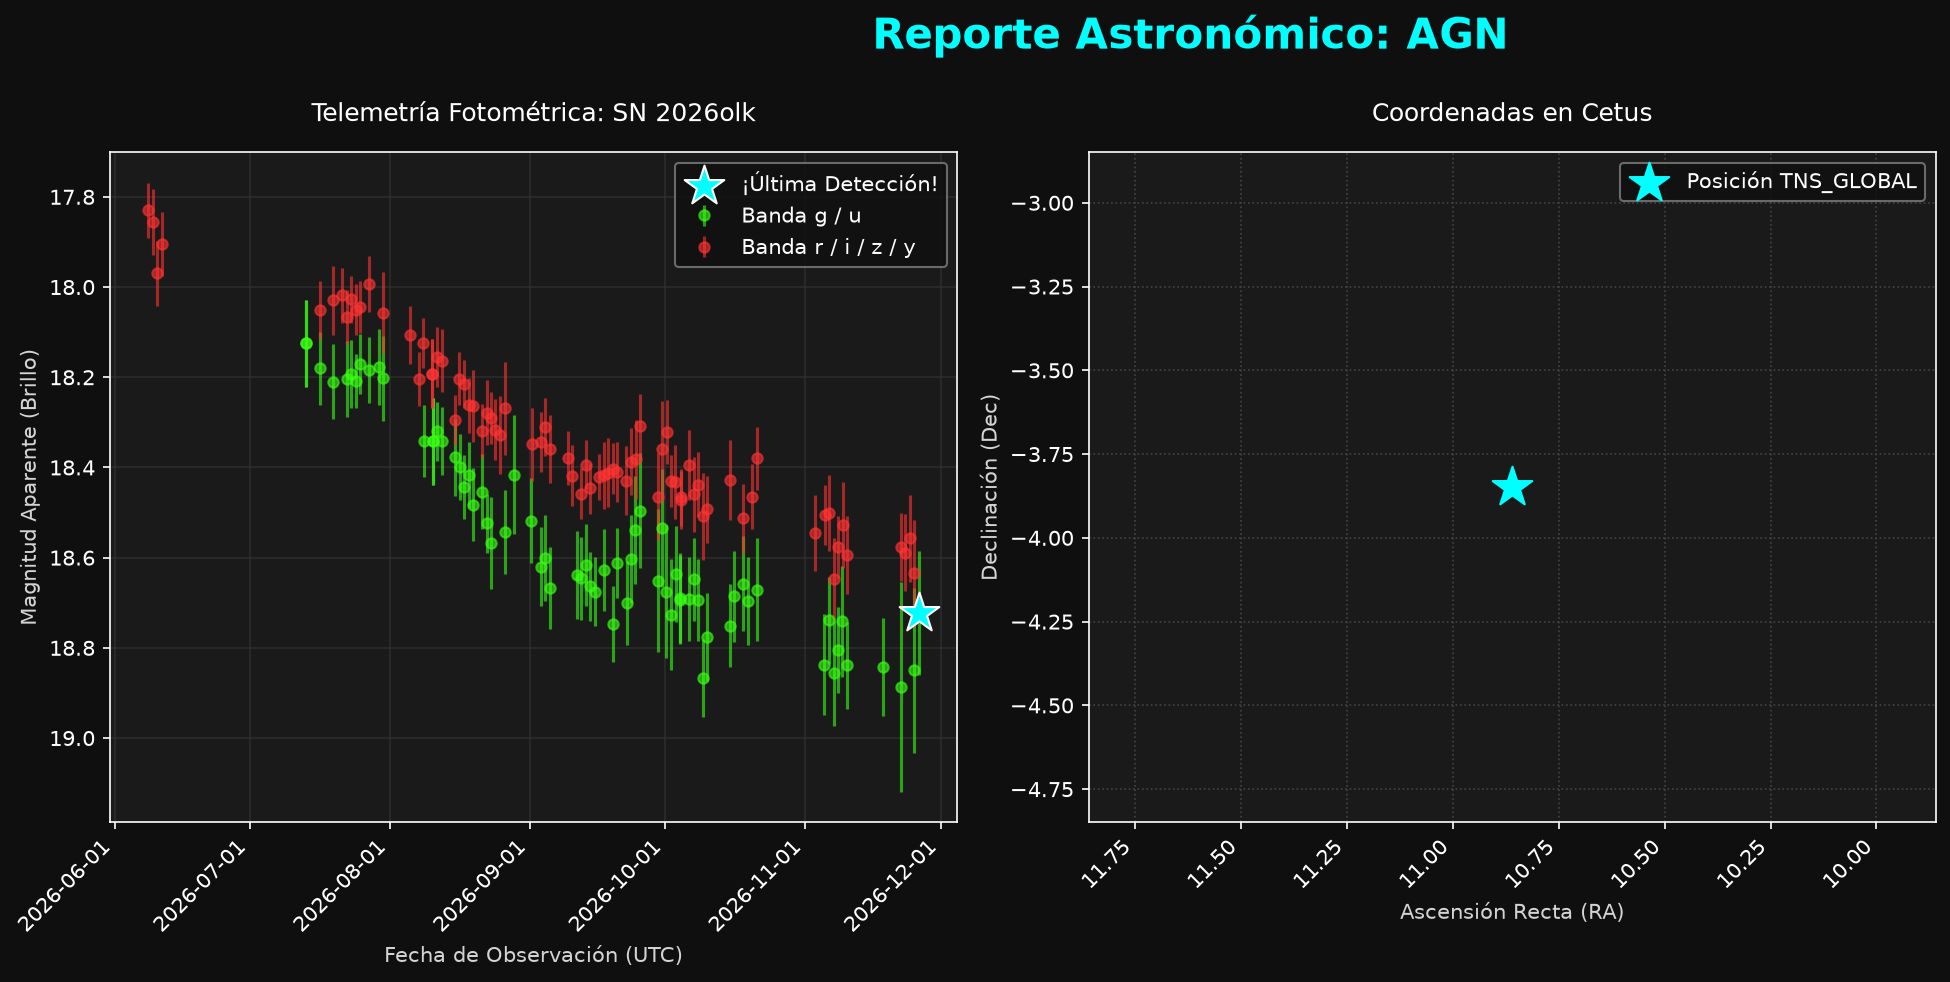 Reporte Astronómico: AGN
Telemetría Fotométrica: SN 2026olk
¡Última Detección!
Banda g / u
Banda r / i / z / y
Magnitud Aparente (Brillo)
17.8
18.0
18.2
18.4
18.6
18.8
19.0
2026-06-01
2026-07-01
2026-08-01
2026-09-01
2026-10-01
2026-11-01
2026-12-01
Fecha de Observación (UTC)
Coordenadas en Cetus
Posición TNS_GLOBAL
Declinación (Dec)
−3.00
−3.25
−3.50
−3.75
−4.00
−4.25
−4.50
−4.75
11.75
11.50
11.25
11.00
10.75
10.50
10.25
10.00
Ascensión Recta (RA)